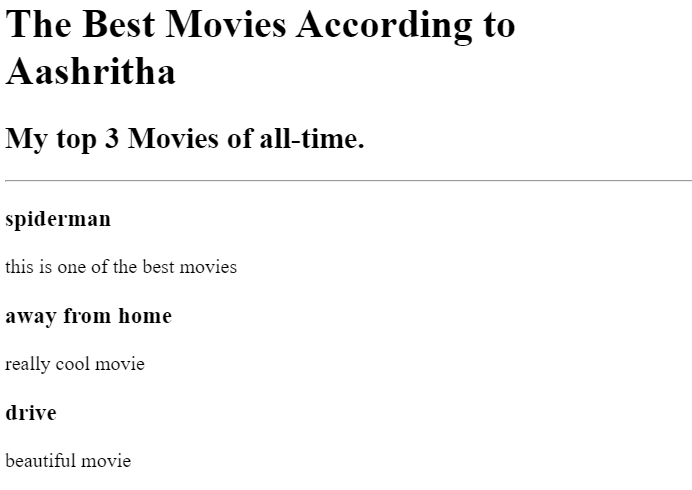 The Best Movies According to
Aashritha
My top 3 Movies of all-time.
spiderman
this is one of the best movies
away from home
really cool movie
drive
beautiful movie